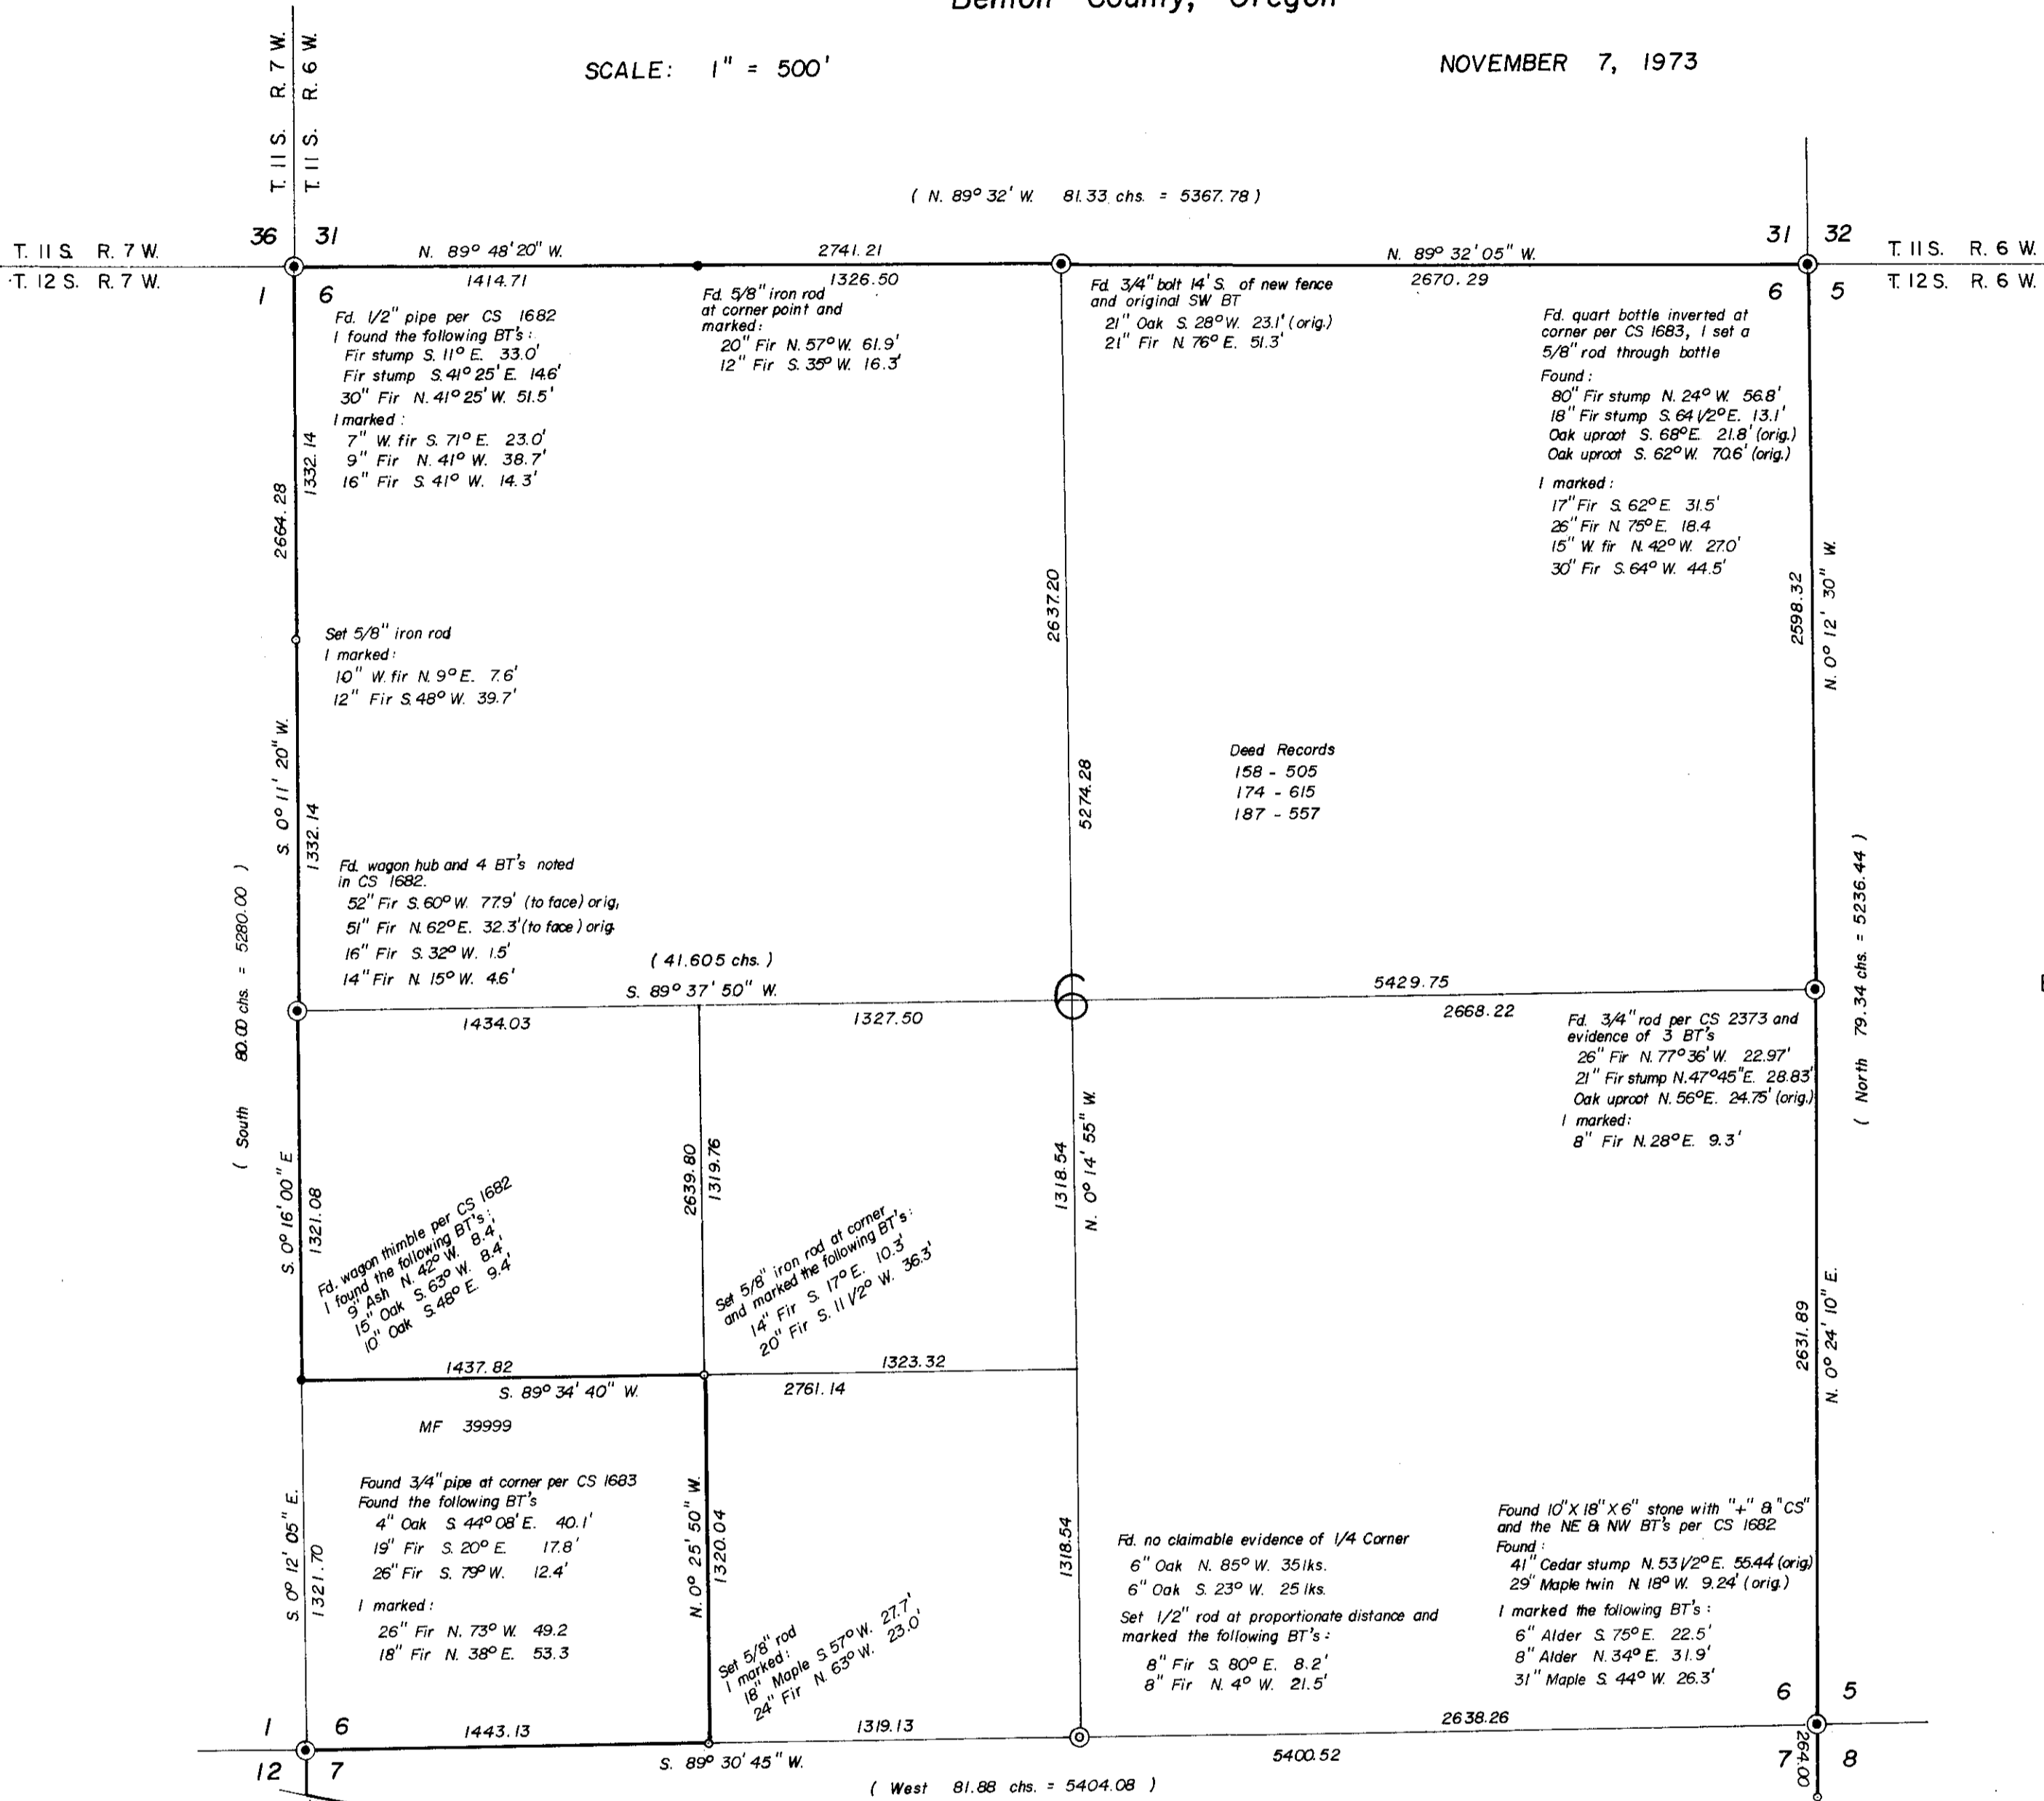 Benton County, Oregon
SCALE: 1" = 500'
NOVEMBER 7, 1973
T. 11 S. R. 7 W.
T. 11 S. R. 6 W.
( N. 89° 32' W. 81.33 chs. = 5367.78 )
T. 11 S. R. 7 W.
36
31
N. 89° 48' 20" W.
2741.21
N. 89° 32' 05" W.
31
32
T. 11 S. R. 6 W.
T. 12 S. R. 7 W.
1
6
1414.71
1326.50
2670.29
6
5
T. 12 S. R. 6 W.
Fd. 1/2" pipe per CS 1682
I found the following BT's :
Fir stump S. 11° E. 33.0'
Fir stump S. 41° 25' E. 14.6'
30" Fir N. 41° 25' W. 51.5'
I marked :
7" W. fir S. 71° E. 23.0'
9" Fir N. 41° W. 38.7'
16" Fir S. 41° W. 14.3'
Fd. 5/8" iron rod
at corner point and
marked :
20" Fir N. 57° W. 61.9'
12" Fir S. 35° W. 16.3'
Fd. 3/4" bolt 14' S. of new fence
and original SW BT
21" Oak S. 28° W. 23.1' (orig.)
21" Fir N. 76° E. 51.3'
Fd. quart bottle inverted at
corner per CS 1683, I set a
5/8" rod through bottle
Found :
80" Fir stump N. 24° W. 56.8'
18" Fir stump S. 64 1/2° E. 13.1'
Oak uproot S. 68° E. 21.8' (orig.)
Oak uproot S. 62° W. 70.6' (orig.)
I marked :
17" Fir S. 62° E. 31.5'
26" Fir N. 75° E. 18.4
15" W. fir N. 42° W. 27.0'
30" Fir S. 64° W. 44.5'
2664.28
1332.14
2637.20
2598.32
N. 0° 12' 30" W.
Set 5/8" iron rod
I marked :
10" W. fir N. 9° E. 7.6'
12" Fir S. 48° W. 39.7'
S. 0° 11' 20" W.
1332.14
5274.28
Deed Records
158 - 505
174 - 615
187 - 557
( South 80.00 chs. = 5280.00 )
( North 79.34 chs. = 5236.44 )
Fd. wagon hub and 4 BT's noted
in CS 1682.
52" Fir S. 60° W. 77.9' (to face) orig.
51" Fir N. 62° E. 32.3' (to face) orig.
16" Fir S. 32° W. 1.5'
14" Fir N. 15° W. 4.6'
( 41.605 chs. )
S. 89° 37' 50" W.
6
5429.75
1434.03
1327.50
2668.22
Fd. 3/4" rod per CS 2373 and
evidence of 3 BT's
26" Fir N. 77° 36' W. 22.97'
21" Fir stump N. 47° 45" E. 28.83'
Oak uproot N. 56° E. 24.75' (orig.)
I marked :
8" Fir N. 28° E. 9.3'
S. 0° 16' 00" E
1321.08
2639.80
1319.76
1318.54
N. 0° 14' 55" W.
Fd. wagon thimble per CS 1682
I found the following BT's :
9" Ash N. 42° W. 8.4'
15" Oak S. 63° W. 8.4'
10" Oak S. 48° E. 9.4'
Set 5/8" iron rod at corner
and marked the following BT's :
14" Fir S. 17° E. 10.3'
20" Fir S. 11 1/2° W. 36.3'
2631.89
N. 0° 24' 10" E.
1437.82
1323.32
S. 89° 34' 40" W.
2761.14
MF 39999
Found 3/4" pipe at corner per CS 1683
Found the following BT's
4" Oak S. 44° 08' E. 40.1'
19" Fir S. 20° E. 17.8'
26" Fir S. 79° W. 12.4'
I marked :
26" Fir N. 73° W. 49.2
18" Fir N. 38° E. 53.3
S. 0° 12' 05" E.
1321.70
N. 0° 25' 50" W.
1320.04
1318.54
Set 5/8" rod
I marked :
18" Maple S. 57° W. 27.7'
24" Fir N. 63° W. 23.0'
Fd. no claimable evidence of 1/4 Corner
6" Oak N. 85° W. 35 lks.
6" Oak S. 23° W. 25 lks.
Set 1/2" rod at proportionate distance and
marked the following BT's :
8" Fir S. 80° E. 8.2'
8" Fir N. 4° W. 21.5'
Found 10" X 18" X 6" stone with "+" & "CS"
and the NE & NW BT's per CS 1682
Found :
41" Cedar stump N. 53 1/2° E. 55.44' (orig)
29" Maple twin N. 18° W. 9.24' (orig.)
I marked the following BT's :
6" Alder S. 75° E. 22.5'
8" Alder N. 34° E. 31.9'
31" Maple S. 44° W. 26.3'
6
5
1
6
1443.13
1319.13
2638.26
12
7
S. 89° 30' 45" W.
5400.52
7
8
264.00
( West 81.88 chs. = 5404.08 )